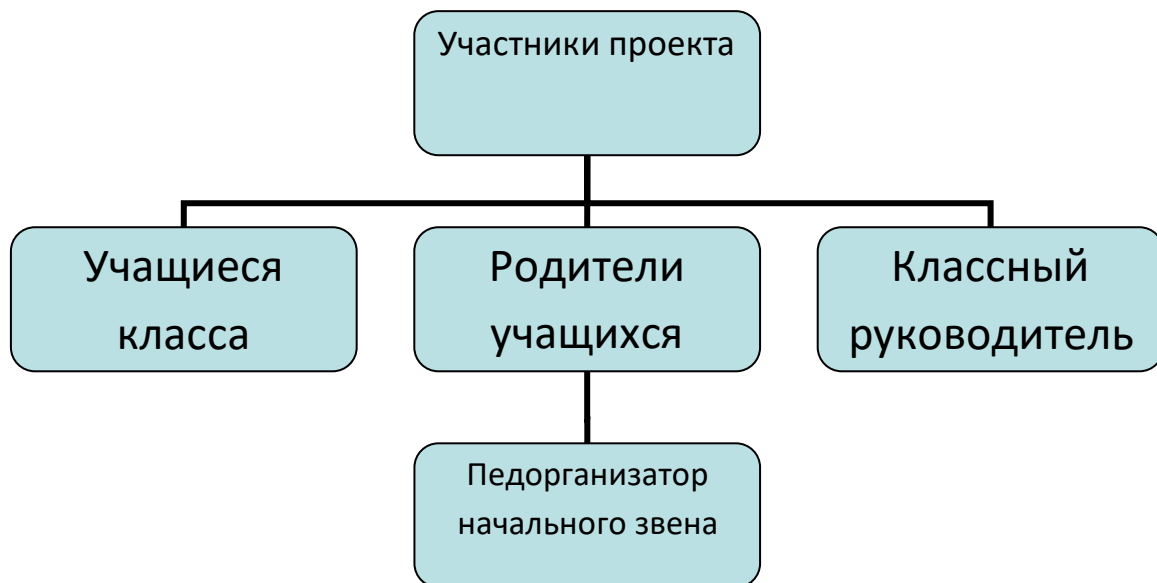 Участники проекта
Учащиеся
класса
Родители
учащихся
Классный
руководитель
Педорганизатор
начального звена